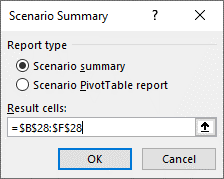 Scenario Summary
Report type
Scenario summary
Scenario PivotTable report
Result cells:
=$B$28:$F$28
OK
Cancel